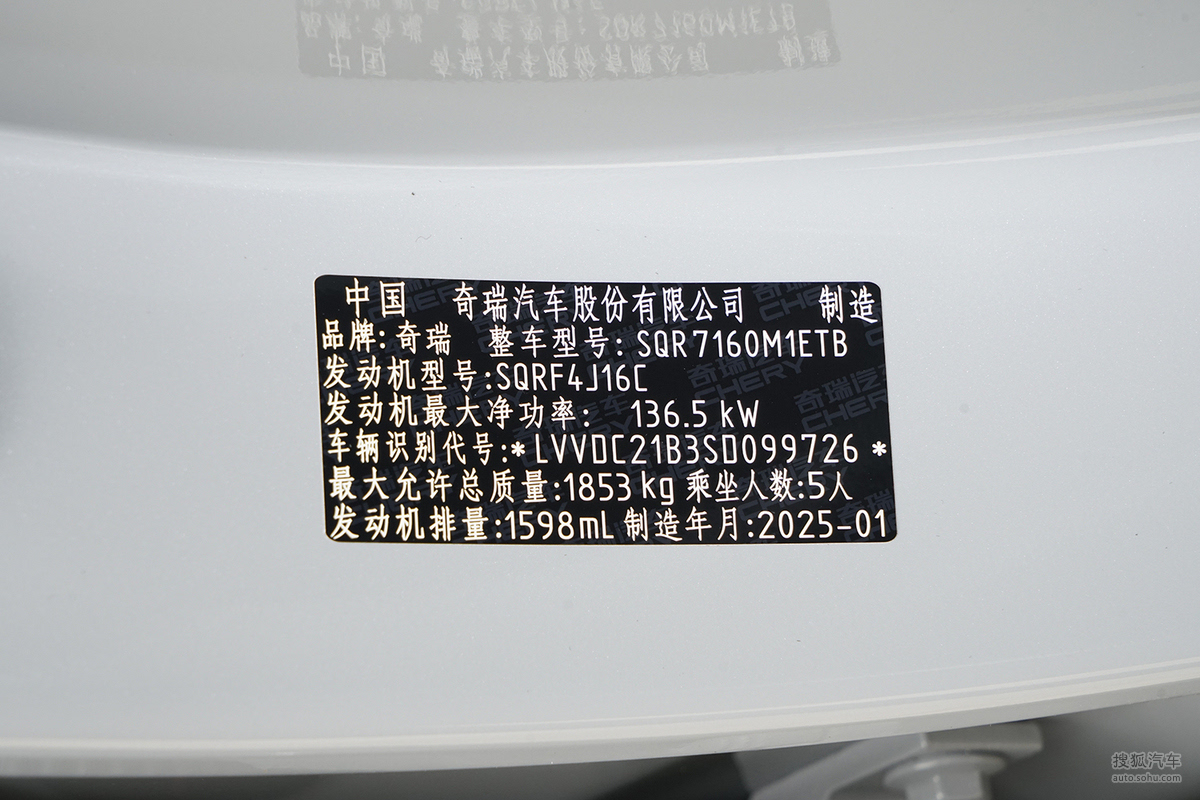 中国 奇瑞汽车股份有限公司 制造
品牌:奇瑞 整车型号:SQR7160M1ETB
发动机型号:SQRF4J16C
发动机最大净功率: 136.5 kW
车辆识别代号:*LVVDC21B3SD099726*
最大允许总质量:1853kg 乘坐人数:5人
发动机排量:1598mL 制造年月:2025-01
搜狐汽车
auto.sohu.com